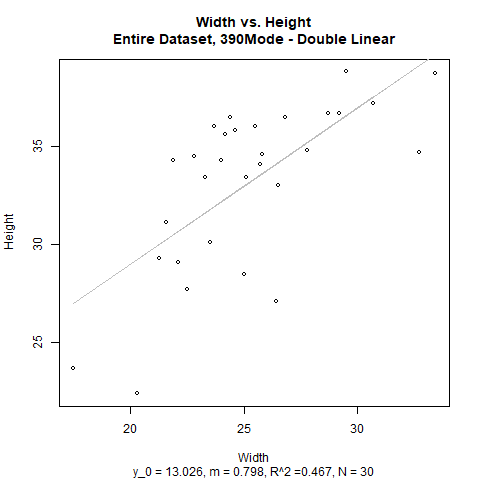 Width vs. Height
Entire Dataset, 390Mode - Double Linear
Height
35
30
25
20
25
30
Width
y_0 = 13.026, m = 0.798, R^2 =0.467, N = 30